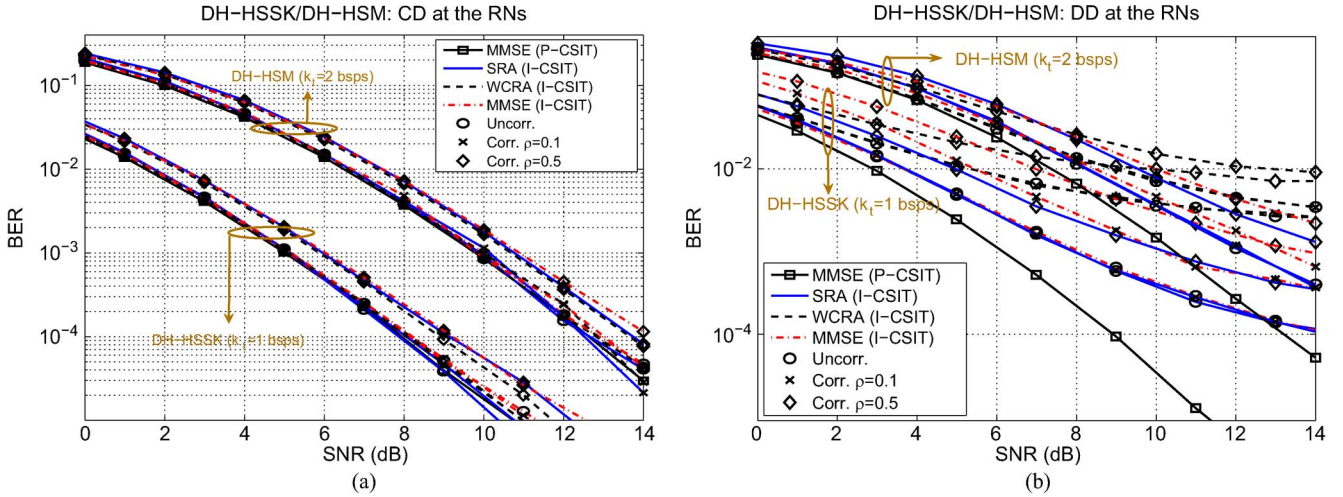 DH−HSSK/DH−HSM: CD at the RNs
10⁻¹
10⁻²
10⁻³
10⁻⁴
BER
DH−HSM (kₜ=2 bsps)
DH−HSSK (kₜ=1 bsps)
MMSE (P−CSIT)
SRA (I−CSIT)
WCRA (I−CSIT)
MMSE (I−CSIT)
Uncorr.
Corr. ρ=0.1
Corr. ρ=0.5
0 2 4 6 8 10 12 14
SNR (dB)
(a)
DH−HSSK/DH−HSM: DD at the RNs
10⁻²
10⁻⁴
BER
DH−HSM (kₜ=2 bsps)
DH−HSSK (kₜ=1 bsps)
MMSE (P−CSIT)
SRA (I−CSIT)
WCRA (I−CSIT)
MMSE (I−CSIT)
Uncorr.
Corr. ρ=0.1
Corr. ρ=0.5
0 2 4 6 8 10 12 14
SNR (dB)
(b)